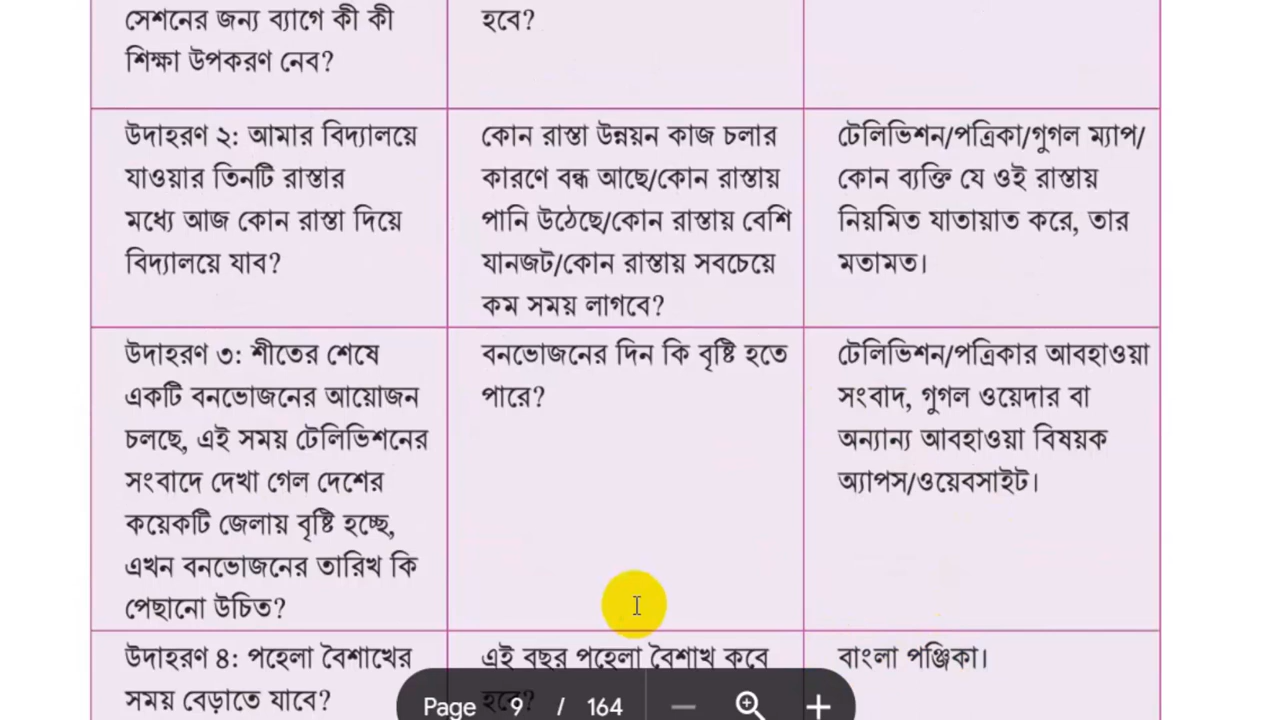 সেশনের জন্য ব্যাগে কী কী
শিক্ষা উপকরণ নেব?
হবে?
উদাহরণ ২: আমার বিদ্যালয়ে
যাওয়ার তিনটি রাস্তার
মধ্যে আজ কোন রাস্তা দিয়ে
বিদ্যালয়ে যাব?
কোন রাস্তা উন্নয়ন কাজ চলার
কারণে বন্ধ আছে/কোন রাস্তায়
পানি উঠেছে/কোন রাস্তায় বেশি
যানজট/কোন রাস্তায় সবচেয়ে
কম সময় লাগবে?
টেলিভিশন/পত্রিকা/গুগল ম্যাপ/
কোন ব্যক্তি যে ওই রাস্তায়
নিয়মিত যাতায়াত করে, তার
মতামত।
উদাহরণ ৩: শীতের শেষে
একটি বনভোজনের আয়োজন
চলছে, এই সময় টেলিভিশনের
সংবাদে দেখা গেল দেশের
কয়েকটি জেলায় বৃষ্টি হচ্ছে,
এখন বনভোজনের তারিখ কি
পেছানো উচিত?
বনভোজনের দিন কি বৃষ্টি হতে
পারে?
টেলিভিশন/পত্রিকার আবহাওয়া
সংবাদ, গুগল ওয়েদার বা
অন্যান্য আবহাওয়া বিষয়ক
অ্যাপস/ওয়েবসাইট।
উদাহরণ ৪: পহেলা বৈশাখের
সময় বেড়াতে যাবে?
এই বছর পহেলা বৈশাখ কবে
হবে?
বাংলা পঞ্জিকা।
Page 9 / 164